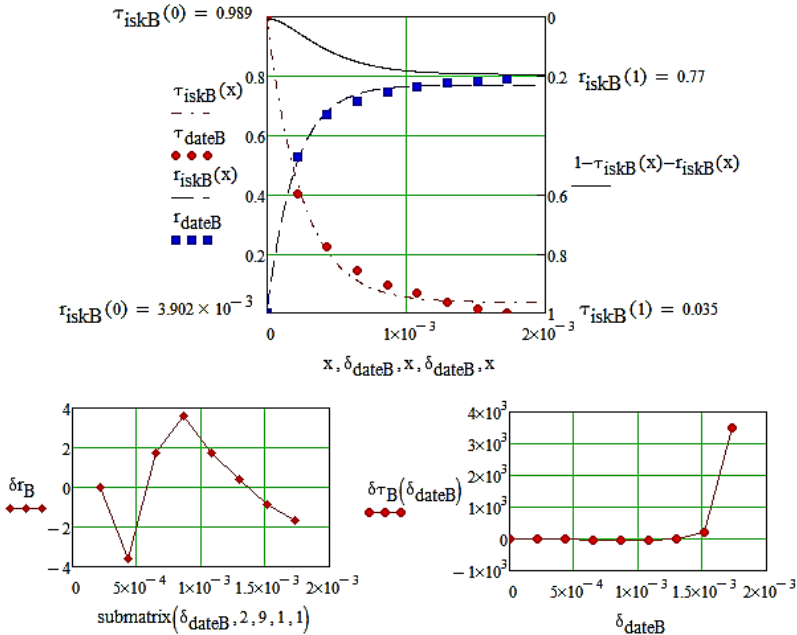 τiskB(0) = 0.989
0
0.8
0.2
riskB(1) = 0.77
τiskB(x)
τdateB
0.6
riskB(x)
1−τiskB(x)−riskB(x)
0.4
0.6
rdateB
0.2
0.8
riskB(0) = 3.902×10⁻³
1
τiskB(1) = 0.035
0
1×10⁻³
2×10⁻³
x, δdateB, x, δdateB, x
4
2
δrB
0
−2
−4
0
5×10⁻⁴
1×10⁻³
1.5×10⁻³
2×10⁻³
submatrix(δdateB, 2, 9, 1, 1)
4×10³
3×10³
2×10³
δτB(δdateB)
1×10³
0
−1×10³
0
5×10⁻⁴
1×10⁻³
1.5×10⁻³
2×10⁻³
δdateB